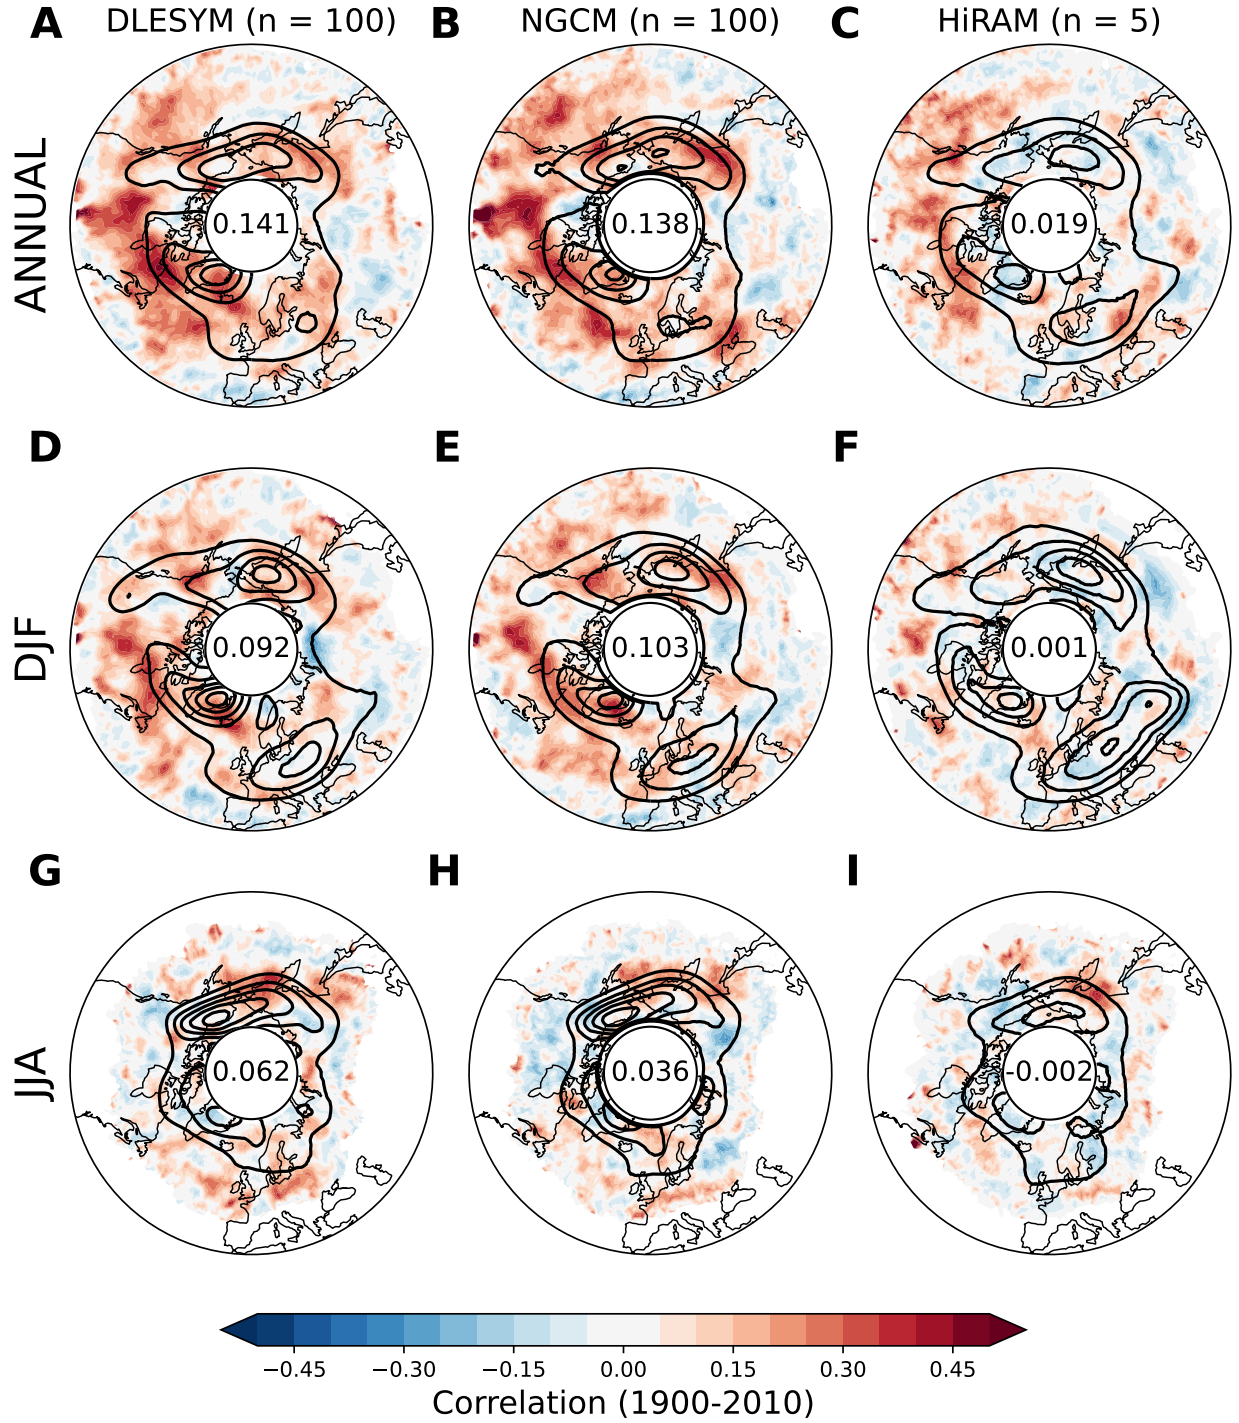 A DLESYM (n = 100)
B NGCM (n = 100)
C HiRAM (n = 5)
ANNUAL
0.141
0.138
0.019
D
E
F
DJF
0.092
0.103
0.001
G
H
I
JJA
0.062
0.036
-0.002
−0.45 −0.30 −0.15 0.00 0.15 0.30 0.45
Correlation (1900-2010)